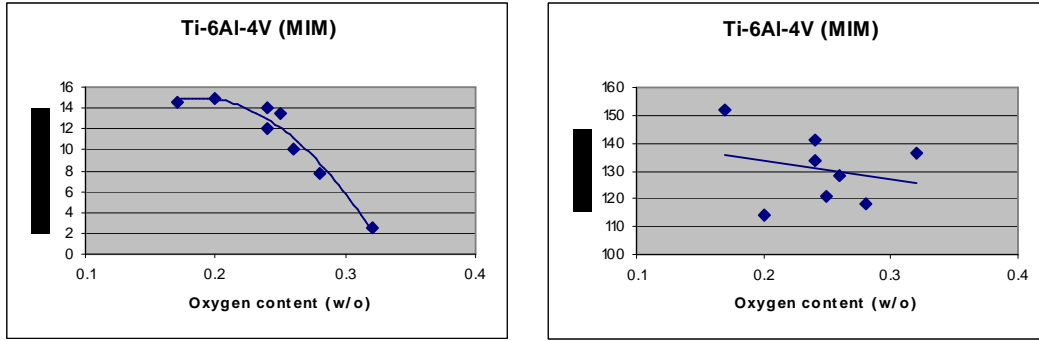 Ti-6Al-4V (MIM)
16
14
12
10
8
6
4
2
0
0.1 0.2 0.3 0.4
Oxygen content (w/o)
Ti-6Al-4V (MIM)
160
150
140
130
120
110
100
0.1 0.2 0.3 0.4
Oxygen content (w/o)